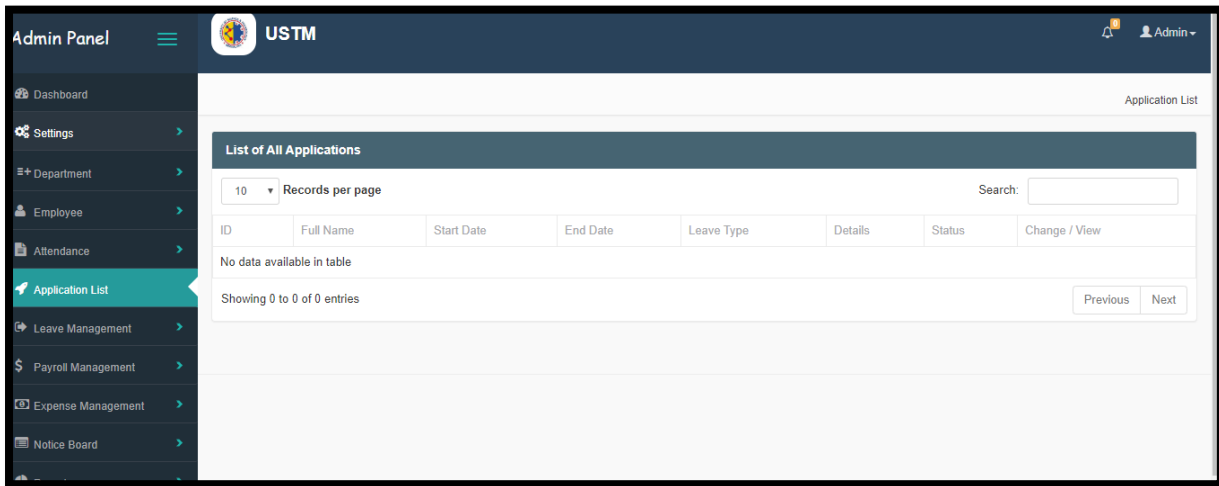 Admin Panel
USTM
0
Admin
Dashboard
Settings
Department
Employee
Attendance
Application List
Leave Management
Payroll Management
Expense Management
Notice Board
Application List
List of All Applications
10 Records per page
Search:
ID Full Name Start Date End Date Leave Type Details Status Change / View
No data available in table
Showing 0 to 0 of 0 entries
Previous Next